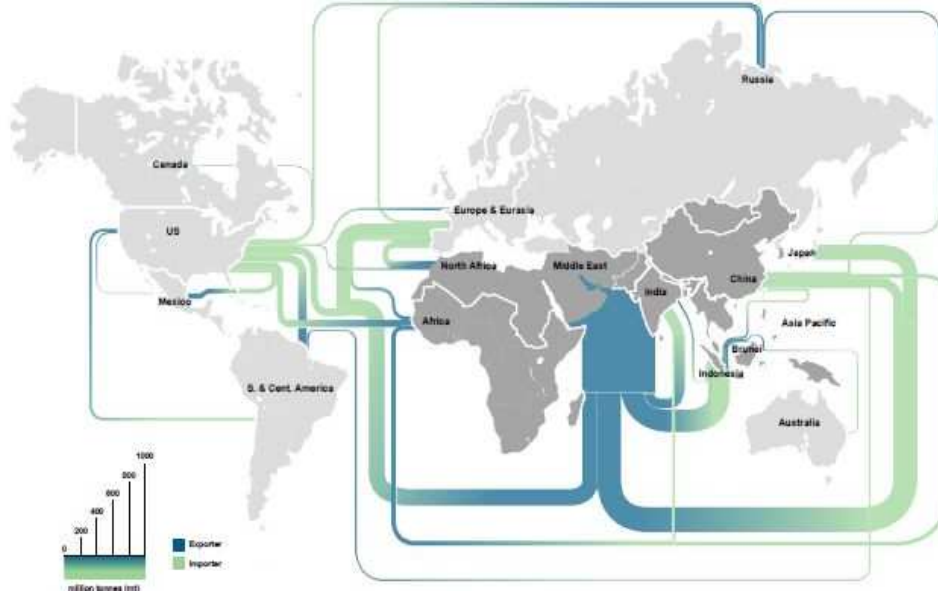 Russia
Canada
Europe & Eurasia
US
Japan
North Africa
Middle East
China
India
Mexico
Africa
Asia Pacific
Brunei
Indonesia
S. & Cent. America
Australia
1000
800
600
400
200
0
Exporter
Importer
million tonnes (mt)